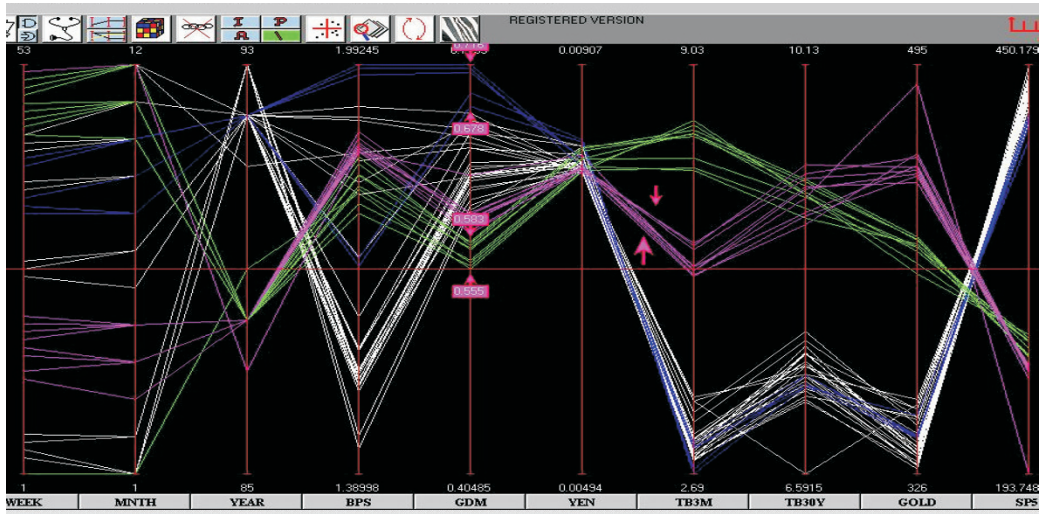 REGISTERED VERSION
I P
A \
53 12 93 1.99245 0.00907 9.03 10.13 495 450.179
0.716
0.678
0.583
0.555
1 1 85 1.38998 0.40485 0.00494 2.69 6.5915 326 193.748
WEEK MNTH YEAR BPS GDM YEN TB3M TB30Y GOLD SP5